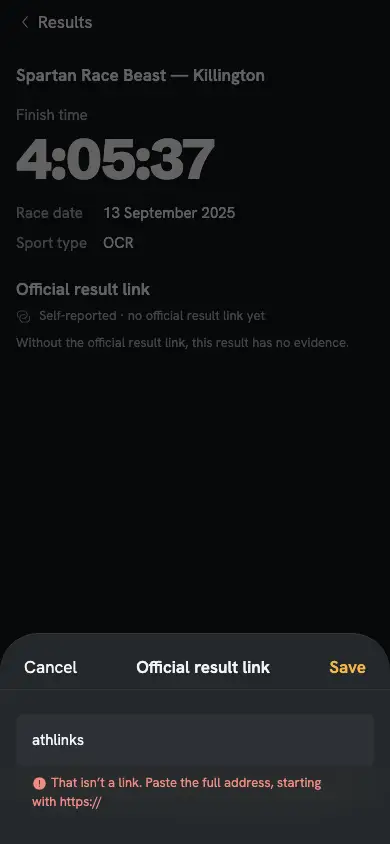 Results
Spartan Race Beast — Killington
Finish time
4:05:37
Race date 13 September 2025
Sport type OCR
Official result link
Self-reported · no official result link yet
Without the official result link, this result has no evidence.
Cancel Official result link Save
athlinks
That isn’t a link. Paste the full address, starting
with https://